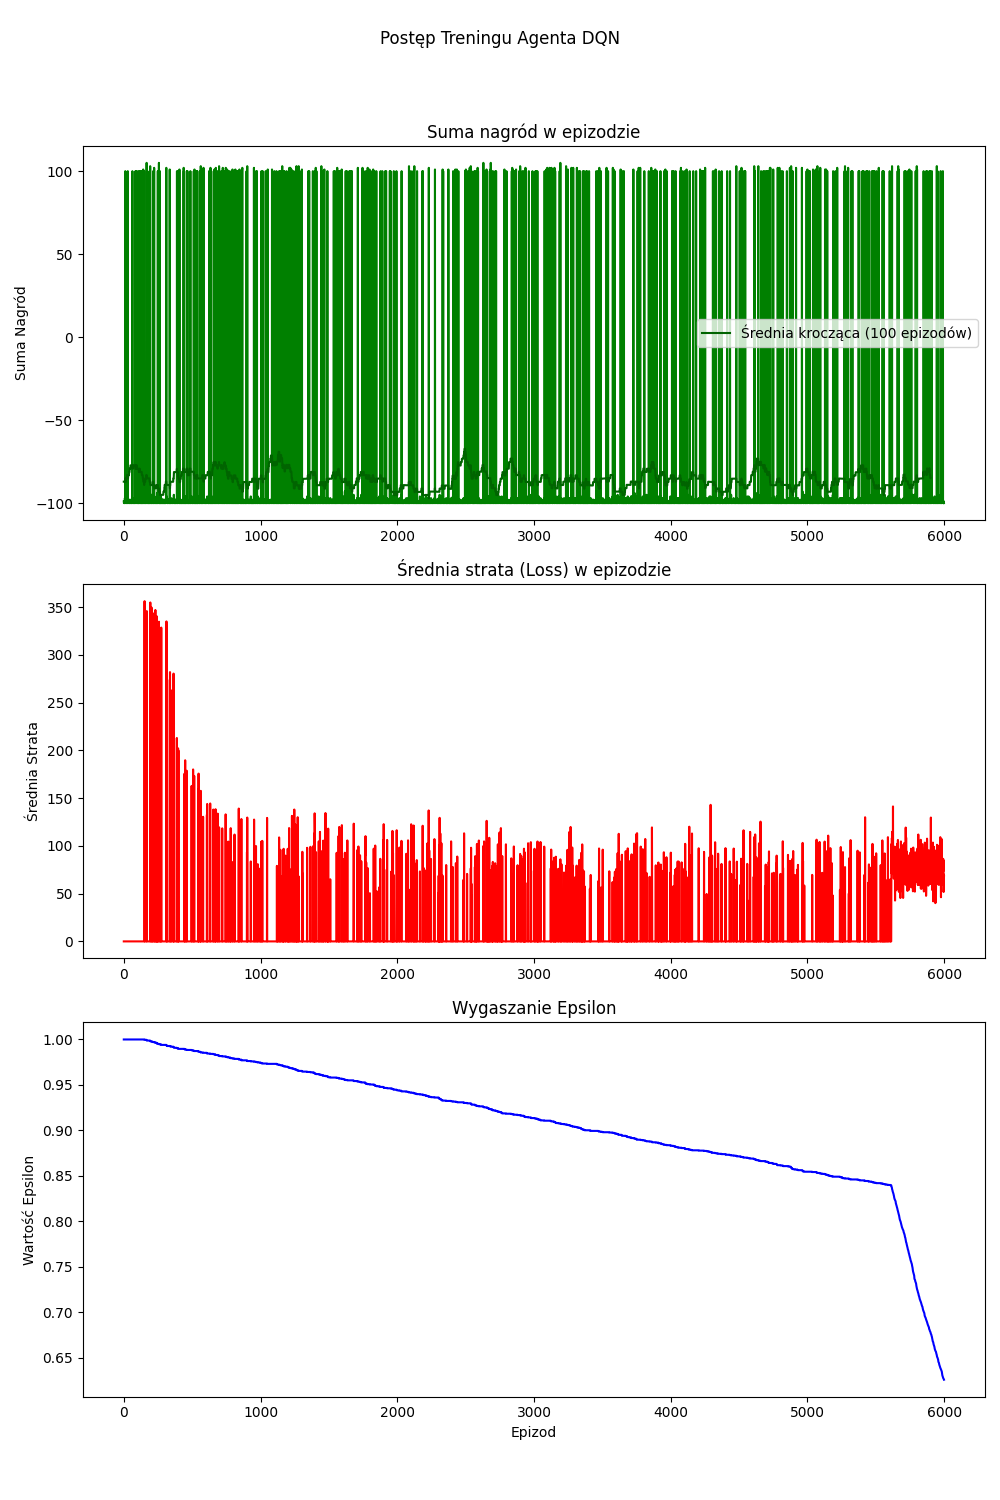 Postęp Treningu Agenta DQN
Suma nagród w epizodzie
Suma Nagród
100
50
0
−50
−100
Średnia krocząca (100 epizodów)
0 1000 2000 3000 4000 5000 6000
Średnia strata (Loss) w epizodzie
Średnia Strata
350
300
250
200
150
100
50
0
0 1000 2000 3000 4000 5000 6000
Wygaszanie Epsilon
Wartość Epsilon
1.00
0.95
0.90
0.85
0.80
0.75
0.70
0.65
0 1000 2000 3000 4000 5000 6000
Epizod